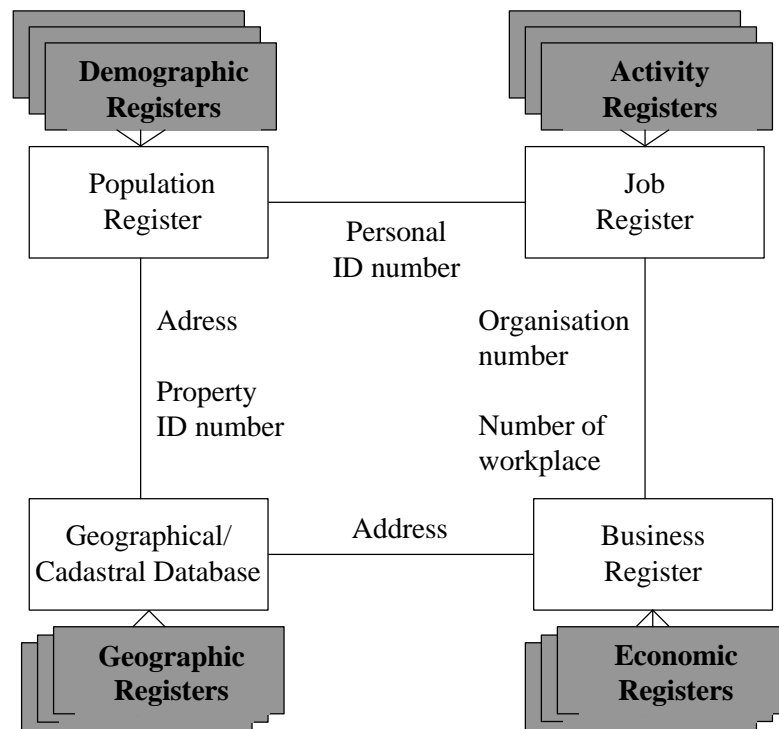 Demographic
Registers
Activity
Registers
Population
Register
Job
Register
Personal
ID number
Adress
Property
ID number
Organisation
number
Number of
workplace
Geographical/
Cadastral Database
Address
Business
Register
Geographic
Registers
Economic
Registers